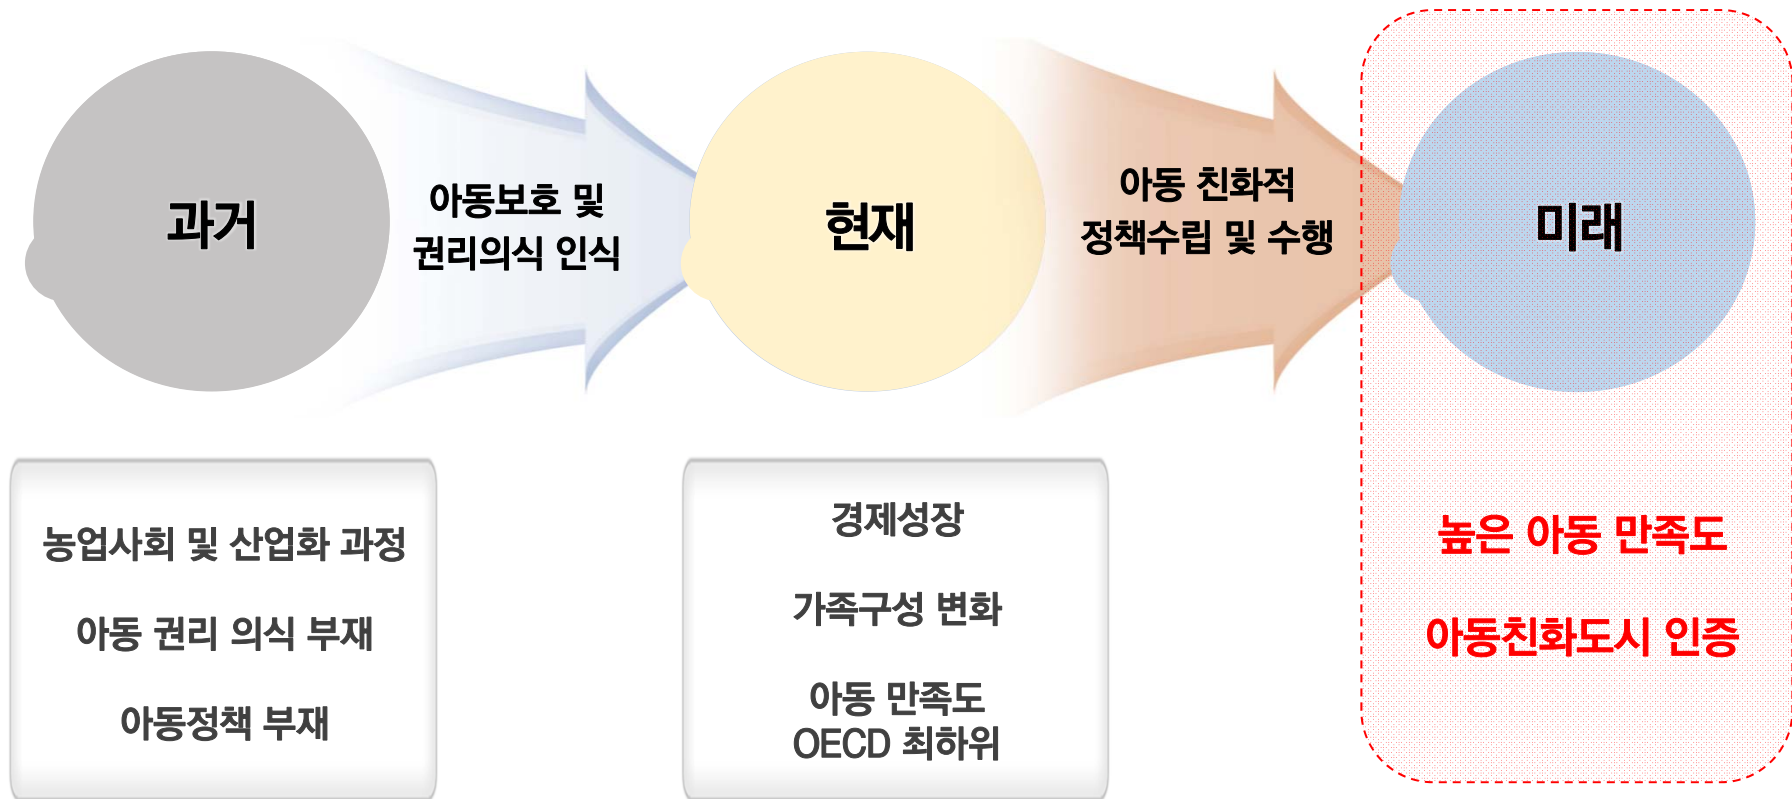 과거
아동보호 및
권리의식 인식
현재
아동 친화적
정책수립 및 수행
미래
농업사회 및 산업화 과정
아동 권리 의식 부재
아동정책 부재
경제성장
가족구성 변화
아동 만족도
OECD 최하위
높은 아동 만족도
아동친화도시 인증